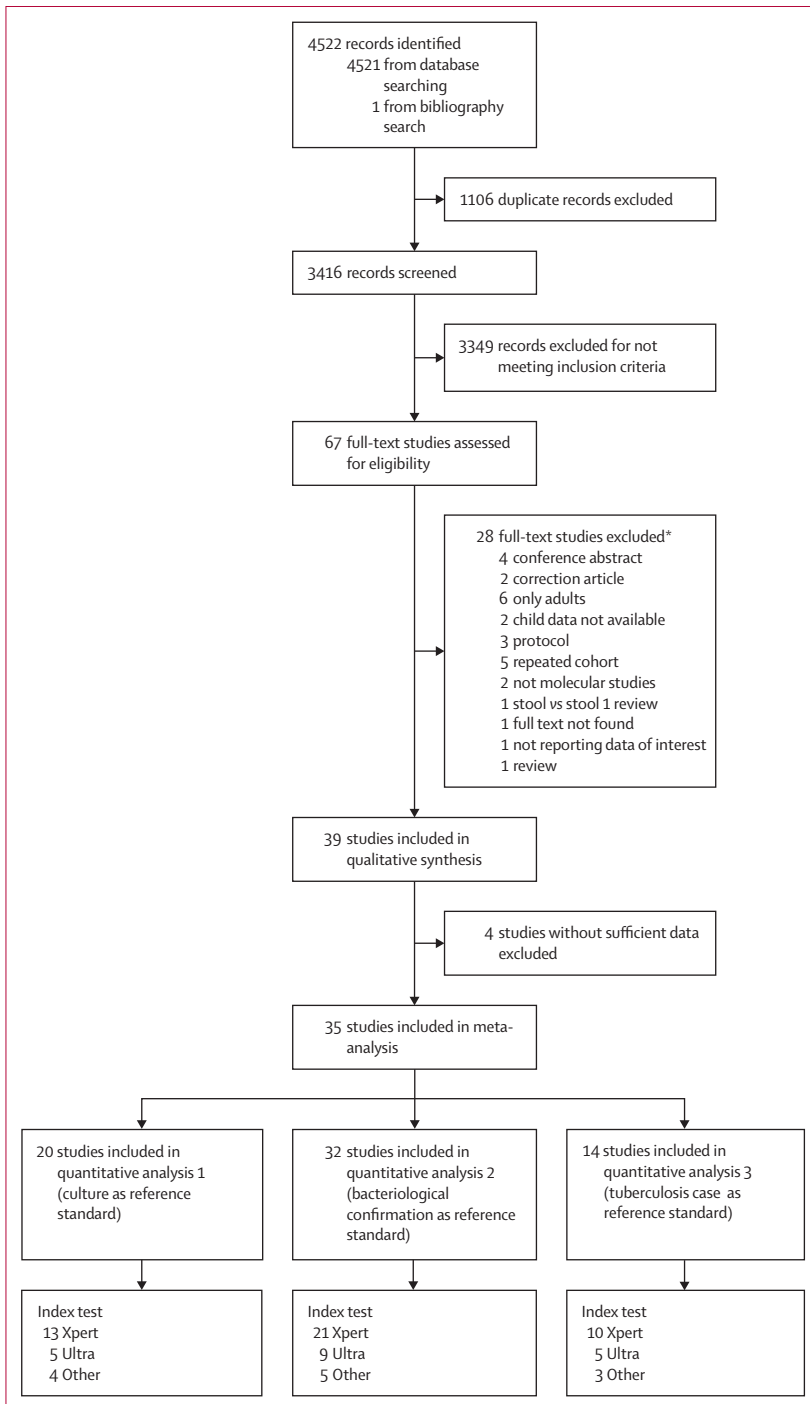 4522 records identified
4521 from database
searching
1 from bibliography
search
1106 duplicate records excluded
3416 records screened
3349 records excluded for not
meeting inclusion criteria
67 full-text studies assessed
for eligibility
28 full-text studies excluded*
4 conference abstract
2 correction article
6 only adults
2 child data not available
3 protocol
5 repeated cohort
2 not molecular studies
1 stool vs stool 1 review
1 full text not found
1 not reporting data of interest
1 review
39 studies included in
qualitative synthesis
4 studies without sufficient data
excluded
35 studies included in meta-
analysis
20 studies included in
quantitative analysis 1
(culture as reference
standard)
32 studies included in
quantitative analysis 2
(bacteriological
confirmation as reference
standard)
14 studies included in
quantitative analysis 3
(tuberculosis case as
reference standard)
Index test
13 Xpert
5 Ultra
4 Other
Index test
21 Xpert
9 Ultra
5 Other
Index test
10 Xpert
5 Ultra
3 Other